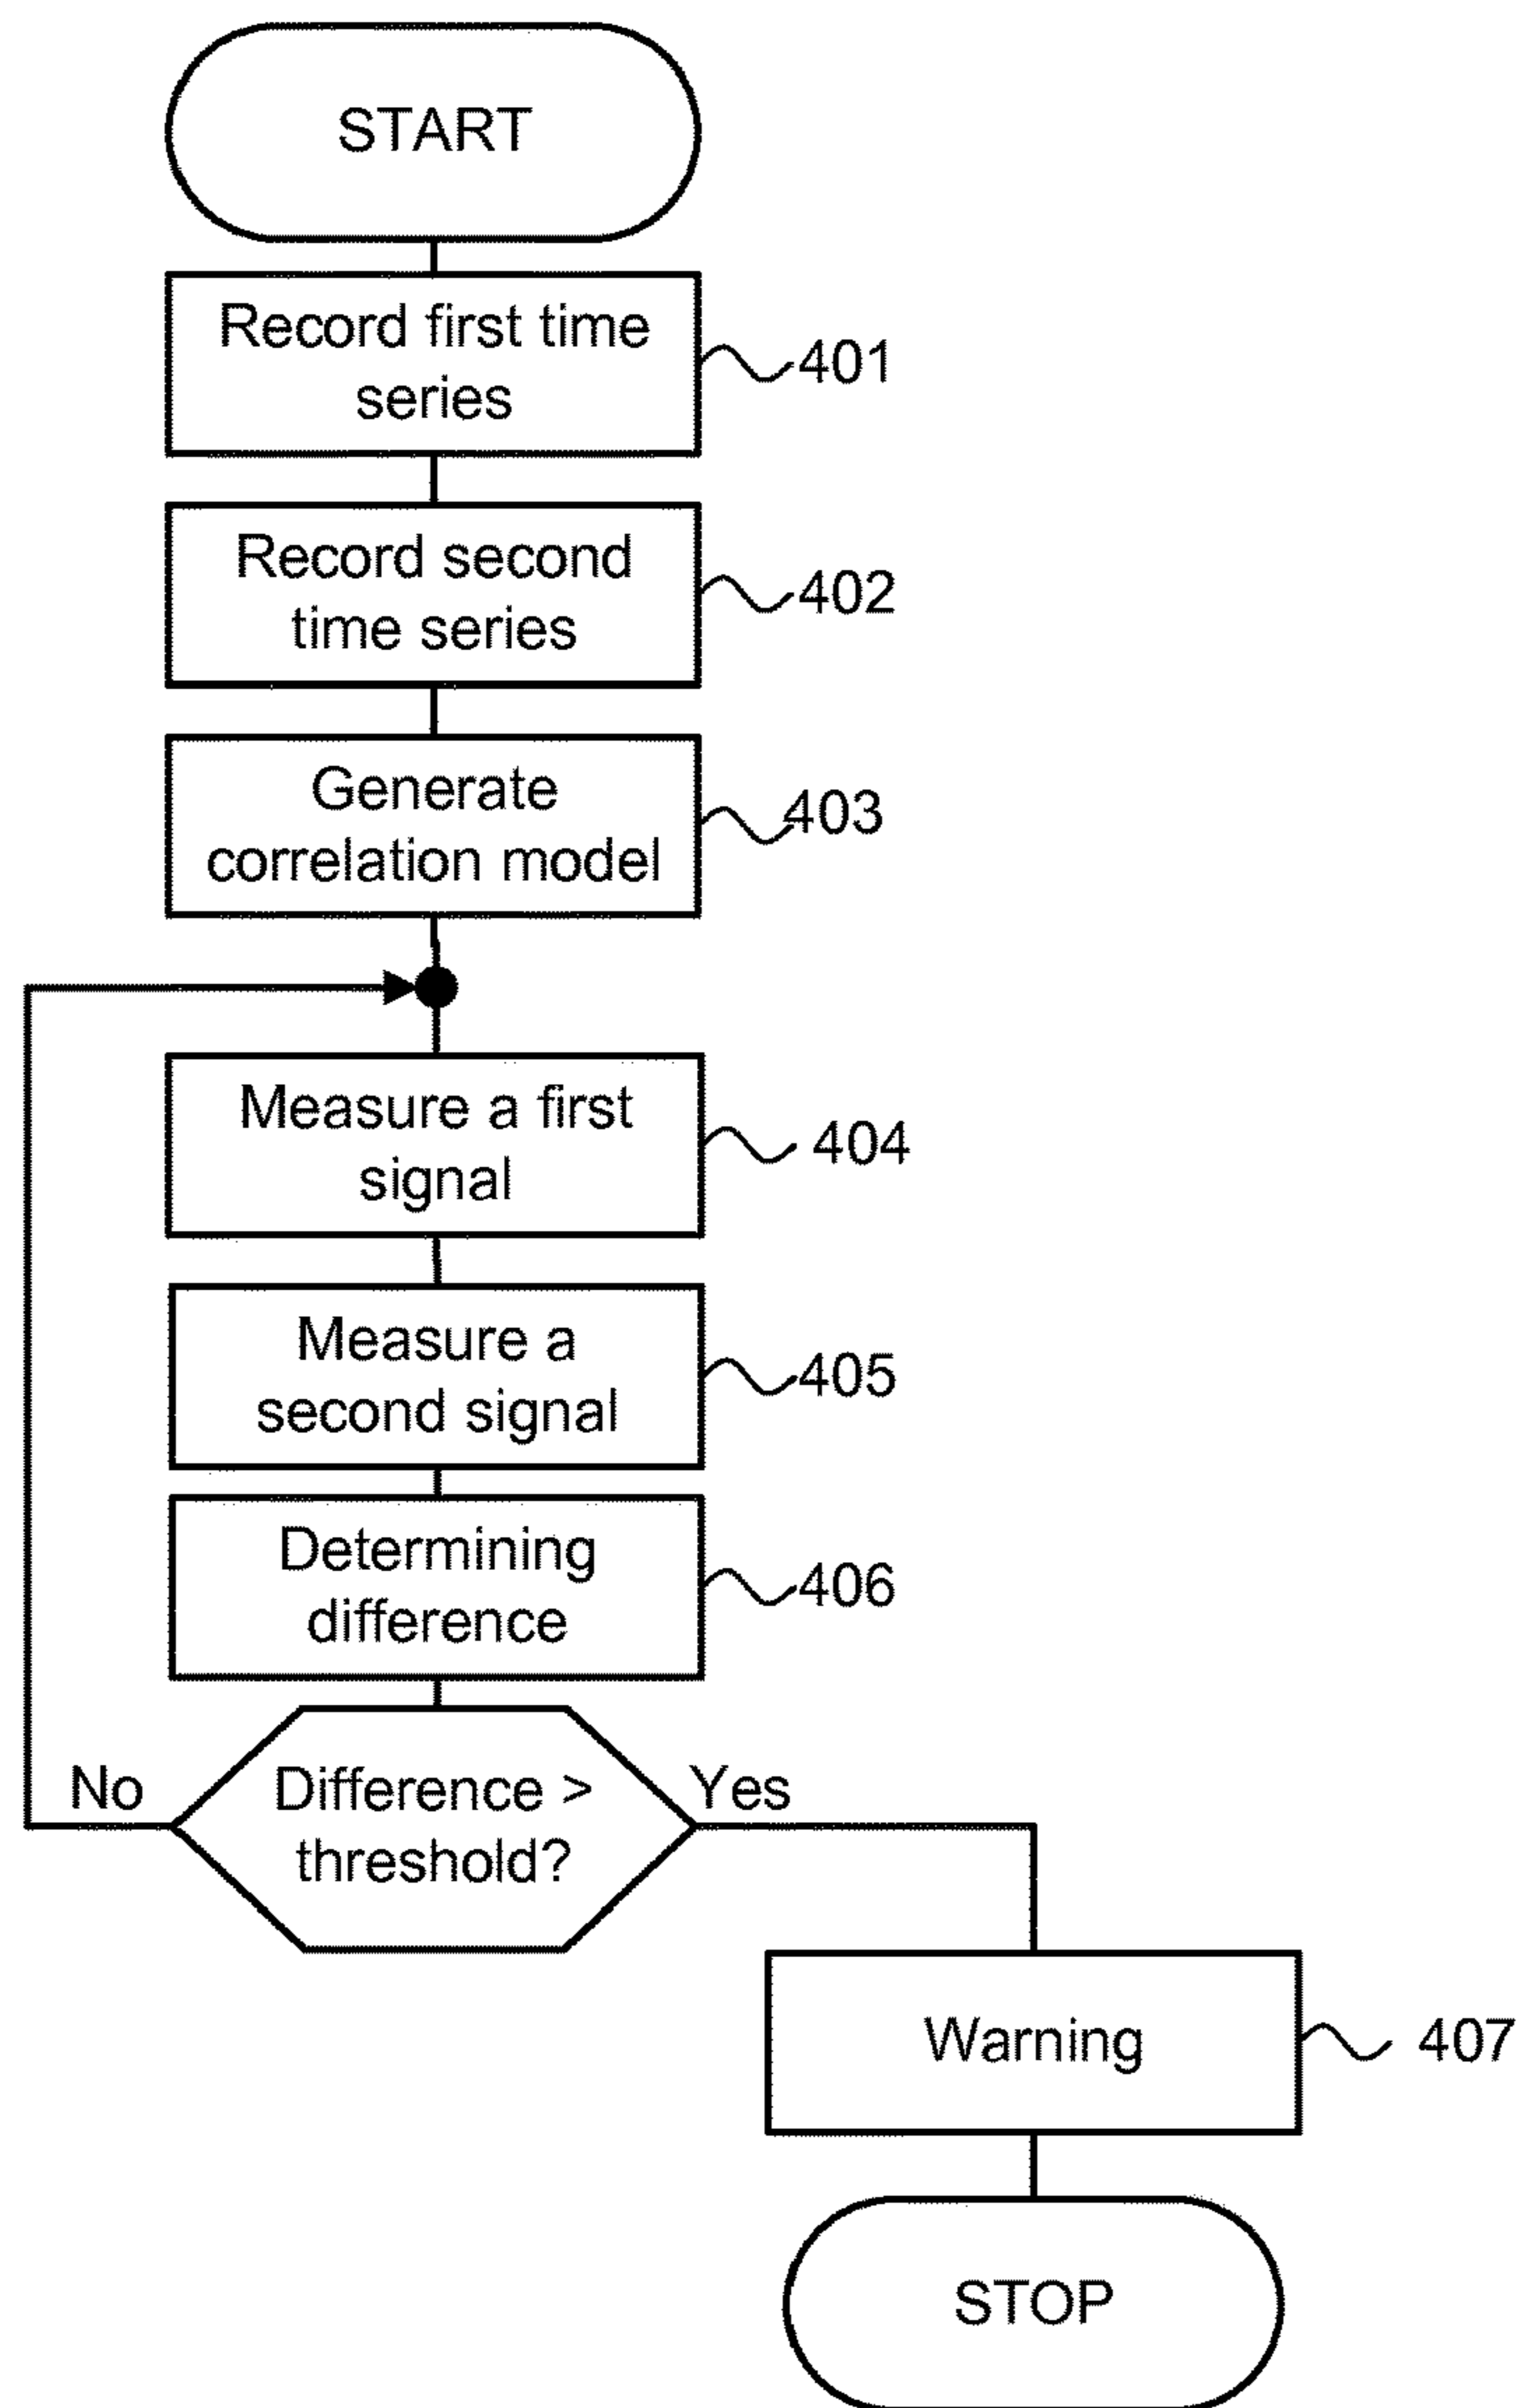 START
Record first time
series
401
Record second
time series
402
Generate
correlation model
403
Measure a first
signal
404
Measure a
second signal
405
Determining
difference
406
No
Difference >
threshold?
Yes
Warning
407
STOP